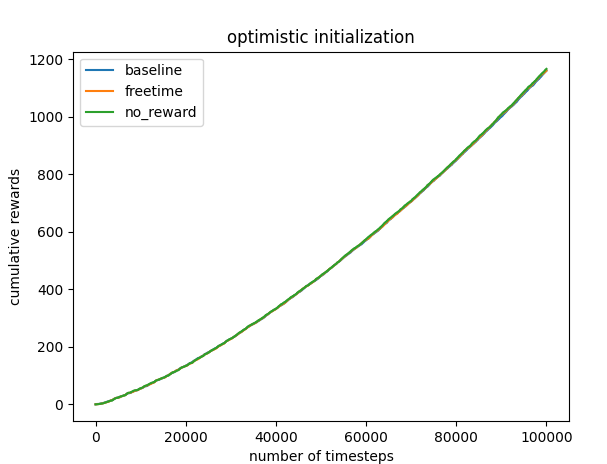 optimistic initialization
baseline
freetime
no_reward
cumulative rewards
1200
1000
800
600
400
200
0
0 20000 40000 60000 80000 100000
number of timesteps